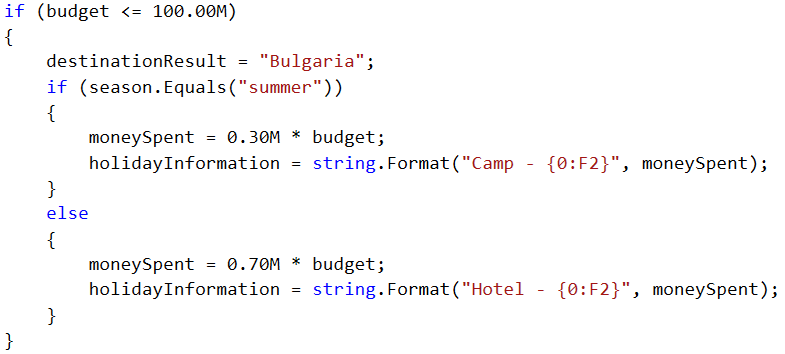 if (budget <= 100.00M)
{
    destinationResult = "Bulgaria";
    if (season.Equals("summer"))
    {
        moneySpent = 0.30M * budget;
        holidayInformation = string.Format("Camp - {0:F2}", moneySpent);
    }
    else
    {
        moneySpent = 0.70M * budget;
        holidayInformation = string.Format("Hotel - {0:F2}", moneySpent);
    }
}